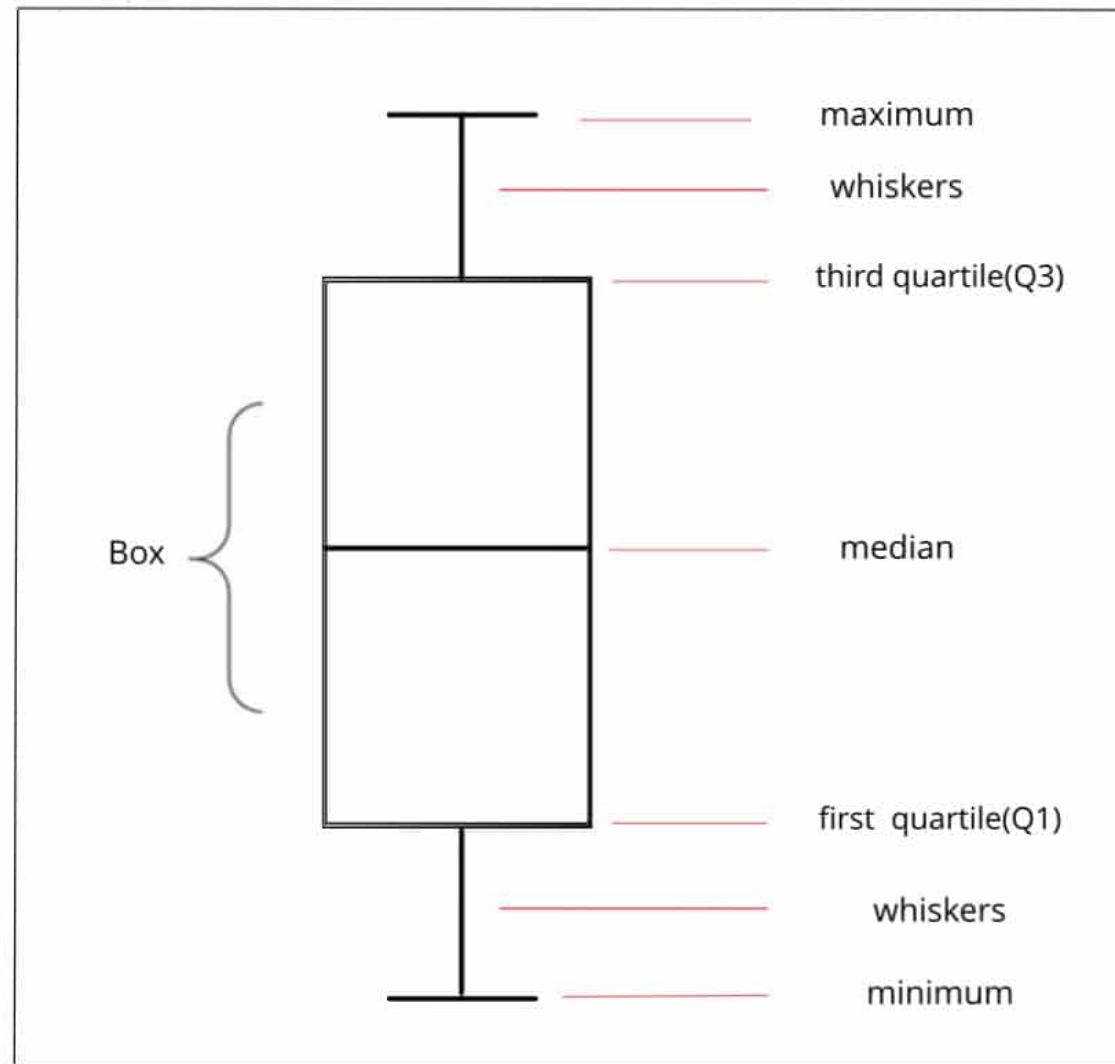 maximum
whiskers
third quartile(Q3)
Box
median
first quartile(Q1)
whiskers
minimum